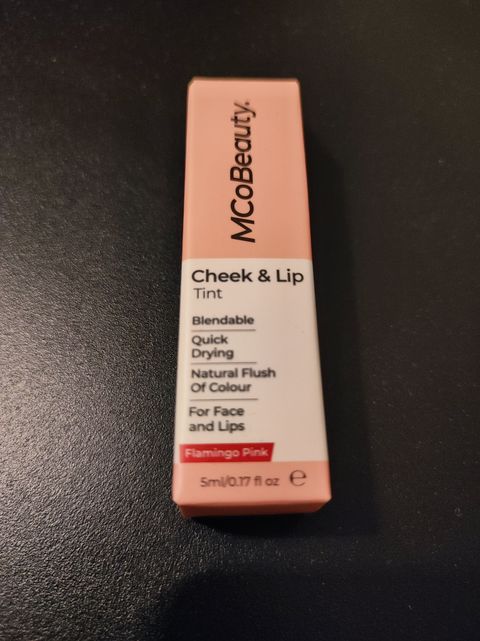 MCoBeauty.
Cheek & Lip
Tint
Blendable
Quick
Drying
Natural Flush
Of Colour
For Face
and Lips
Flamingo Pink
5ml/0.17 fl oz ℮